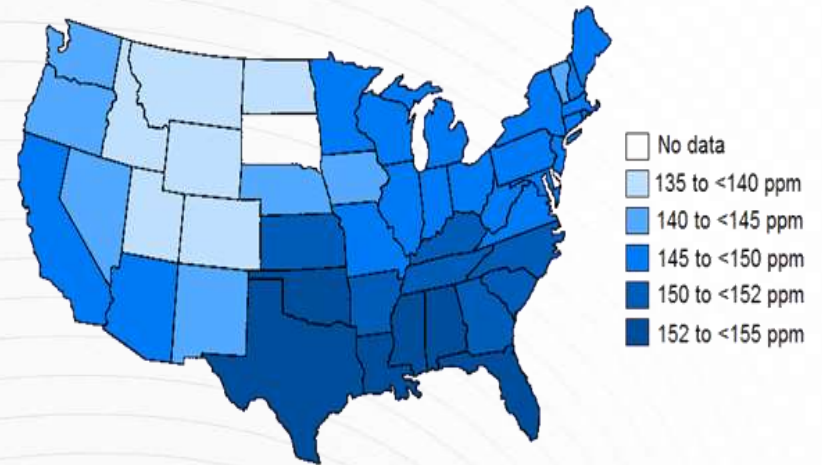 No data
135 to <140 ppm
140 to <145 ppm
145 to <150 ppm
150 to <152 ppm
152 to <155 ppm